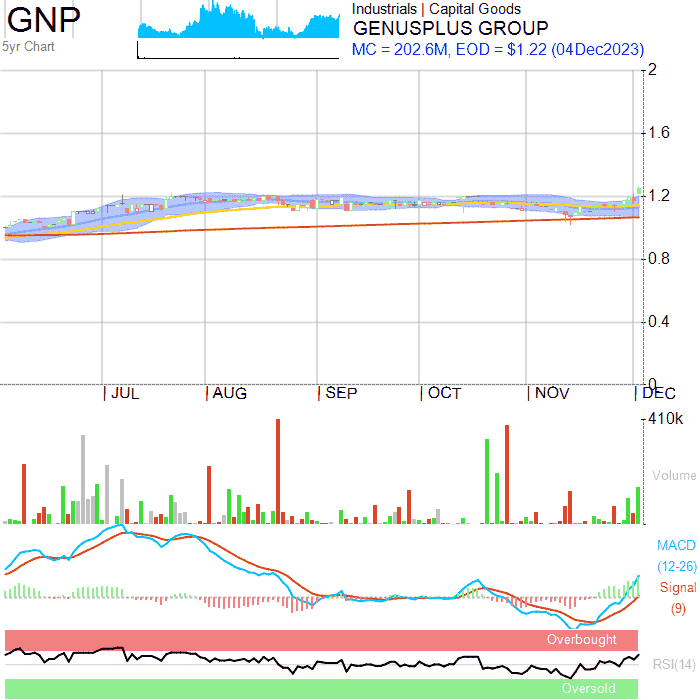 GNP
5yr Chart
Industrials | Capital Goods
GENUSPLUS GROUP
MC = 202.6M, EOD = $1.22 (04Dec2023)
2
1.6
1.2
0.8
0.4
0
JUL AUG SEP OCT NOV DEC
410k
Volume
MACD
(12-26)
Signal
(9)
Overbought
RSI(14)
Oversold